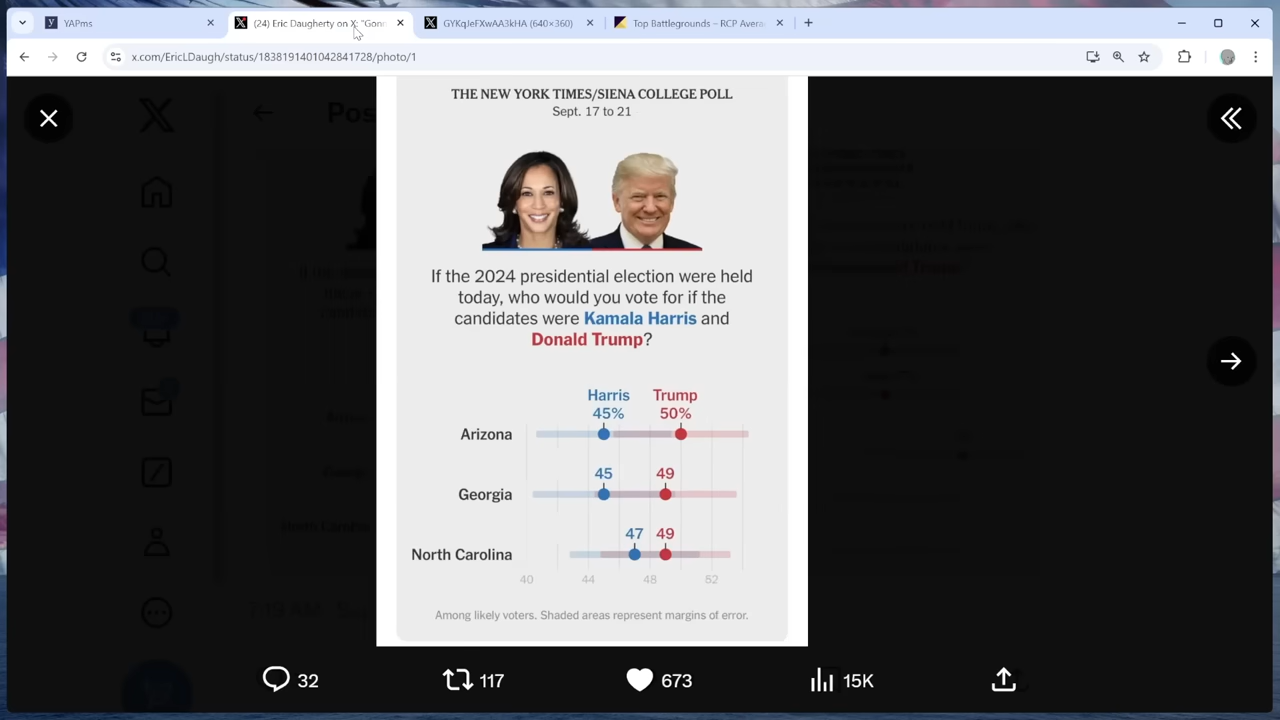 YAPms
(24) Eric Daugherty on X: "Gonn
GYKqJeFXwAA3kHA (640×360)
Top Battlegrounds – RCP Avera
x.com/EricLDaugh/status/1838191401042841728/photo/1
THE NEW YORK TIMES/SIENA COLLEGE POLL
Sept. 17 to 21
If the 2024 presidential election were held
today, who would you vote for if the
candidates were Kamala Harris and
Donald Trump?
Harris Trump
45% 50%
Arizona
45 49
Georgia
47 49
North Carolina
40 44 48 52
Among likely voters. Shaded areas represent margins of error.
32 117 673 15K